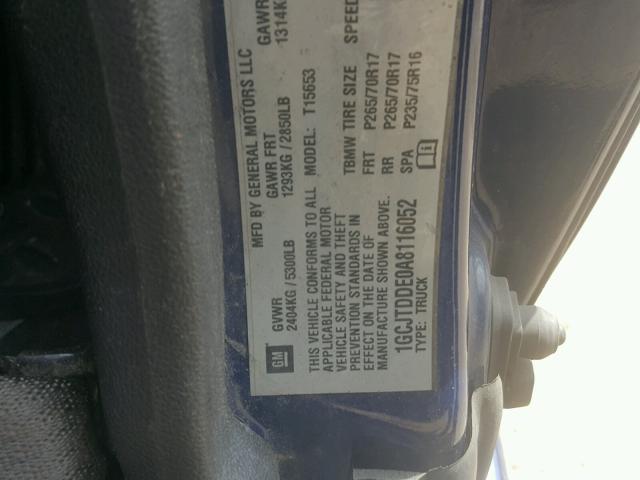 MFD BY GENERAL MOTORS LLC
GVWR GAWR FRT GAWR
2404KG / 5300LB 1293KG / 2850LB 1314K
THIS VEHICLE CONFORMS TO ALL MODEL: T15653
APPLICABLE FEDERAL MOTOR
VEHICLE SAFETY AND THEFT TBMW TIRE SIZE SPEED
PREVENTION STANDARDS IN FRT P265/70R17
EFFECT ON THE DATE OF RR P265/70R17
MANUFACTURE SHOWN ABOVE. SPA P235/75R16
1GCJTDDE0A8116052
TYPE: TRUCK
GM